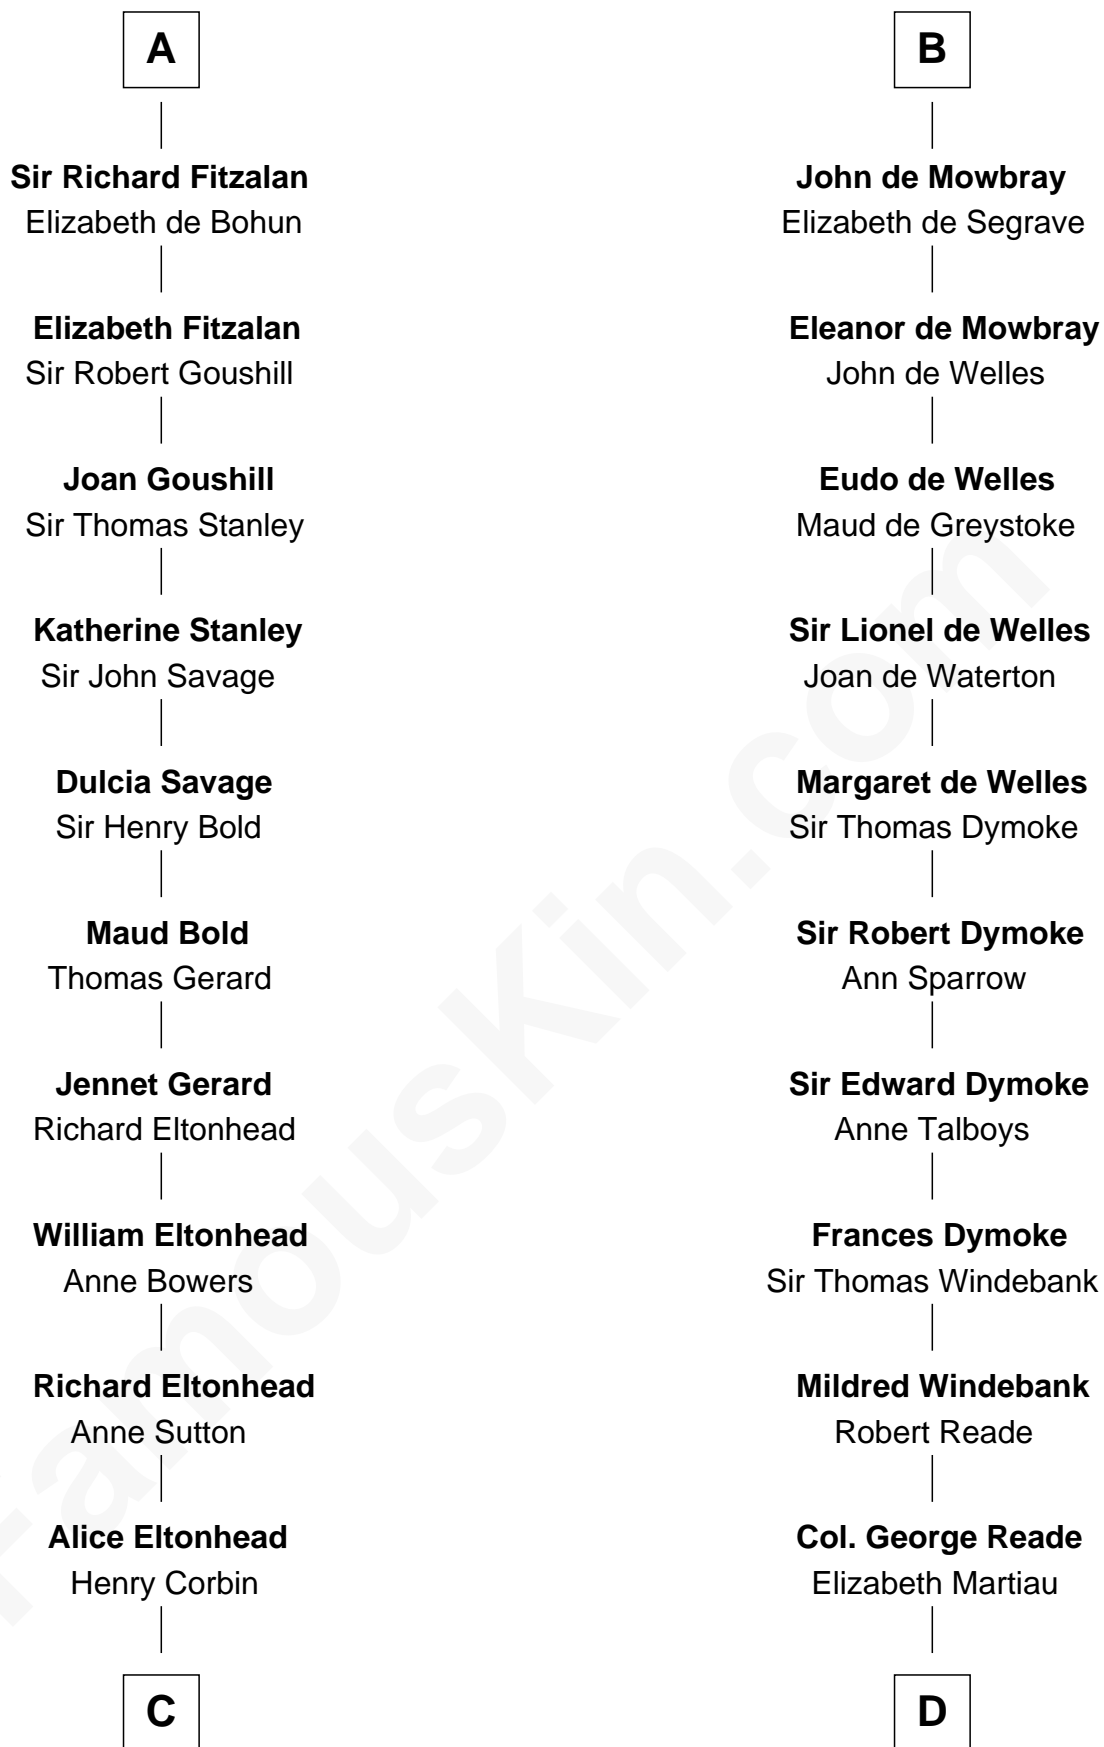 A
Sir Richard Fitzalan
Elizabeth de Bohun
Elizabeth Fitzalan
Sir Robert Goushill
Joan Goushill
Sir Thomas Stanley
Katherine Stanley
Sir John Savage
Dulcia Savage
Sir Henry Bold
Maud Bold
Thomas Gerard
Jennet Gerard
Richard Eltonhead
William Eltonhead
Anne Bowers
Richard Eltonhead
Anne Sutton
Alice Eltonhead
Henry Corbin
C
B
John de Mowbray
Elizabeth de Segrave
Eleanor de Mowbray
John de Welles
Eudo de Welles
Maud de Greystoke
Sir Lionel de Welles
Joan de Waterton
Margaret de Welles
Sir Thomas Dymoke
Sir Robert Dymoke
Ann Sparrow
Sir Edward Dymoke
Anne Talboys
Frances Dymoke
Sir Thomas Windebank
Mildred Windebank
Robert Reade
Col. George Reade
Elizabeth Martiau
D
FamousKin.com